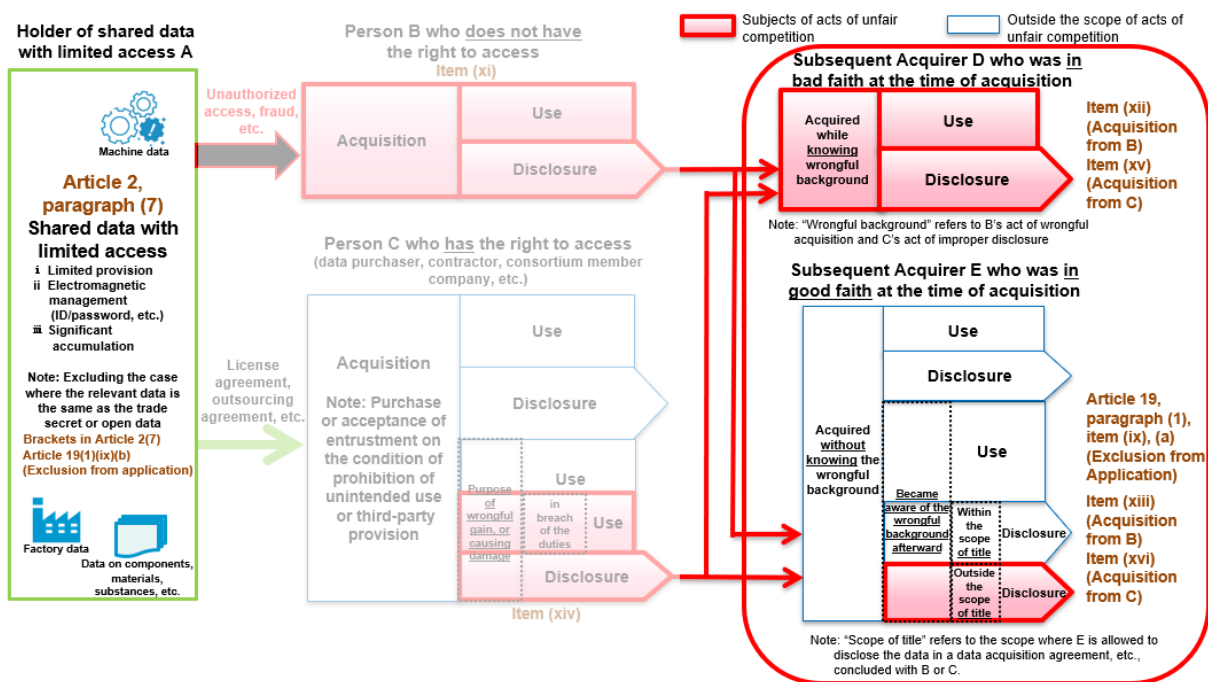 Subjects of acts of unfair
competition
Outside the scope of acts of
unfair competition
Holder of shared data
with limited access A
Machine data
Article 2,
paragraph (7)
Shared data with
limited access
i Limited provision
ii Electromagnetic
management
(ID/password, etc.)
iii Significant
accumulation
Note: Excluding the case
where the relevant data is
the same as the trade
secret or open data
Brackets in Article 2(7)
Article 19(1)(ix)(b)
(Exclusion from application)
Factory data
Data on components,
materials,
substances, etc.
Unauthorized
access, fraud,
etc.
License
agreement,
outsourcing
agreement, etc.
Person B who does not have
the right to access
Item (xi)
Acquisition
Use
Disclosure
Person C who has the right to access
(data purchaser, contractor, consortium member
company, etc.)
Acquisition
Note: Purchase
or acceptance of
entrustment on
the condition of
prohibition of
unintended use
or third-party
provision
Use
Disclosure
Use
Purpose
of
wrongful
gain, or
causing
damage
in
breach
of the
duties
Use
Disclosure
Item (xiv)
Subsequent Acquirer D who was in
bad faith at the time of acquisition
Acquired
while
knowing
wrongful
background
Use
Disclosure
Item (xii)
(Acquisition
from B)
Item (xv)
(Acquisition
from C)
Note: “Wrongful background” refers to B’s act of wrongful
acquisition and C’s act of improper disclosure
Subsequent Acquirer E who was in
good faith at the time of acquisition
Acquired
without
knowing the
wrongful
background
Use
Disclosure
Use
Became
aware of the
wrongful
background
afterward
Within the
scope
of title
Disclosure
Outside
the
scope
of title
Disclosure
Article 19,
paragraph (1),
item (ix), (a)
(Exclusion from
Application)
Item (xiii)
(Acquisition
from B)
Item (xvi)
(Acquisition
from C)
Note: “Scope of title” refers to the scope where E is allowed to
disclose the data in a data acquisition agreement, etc.,
concluded with B or C.